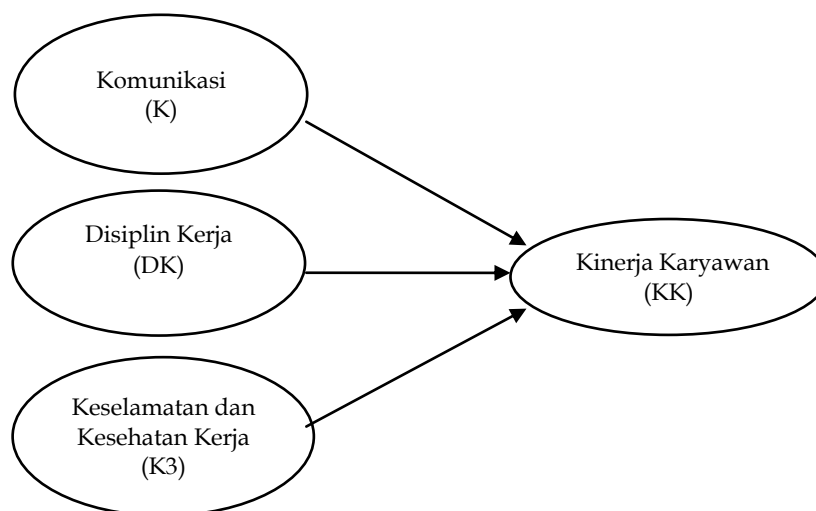 Komunikasi
(K)
Disiplin Kerja
(DK)
Kinerja Karyawan
(KK)
Keselamatan dan
Kesehatan Kerja
(K3)